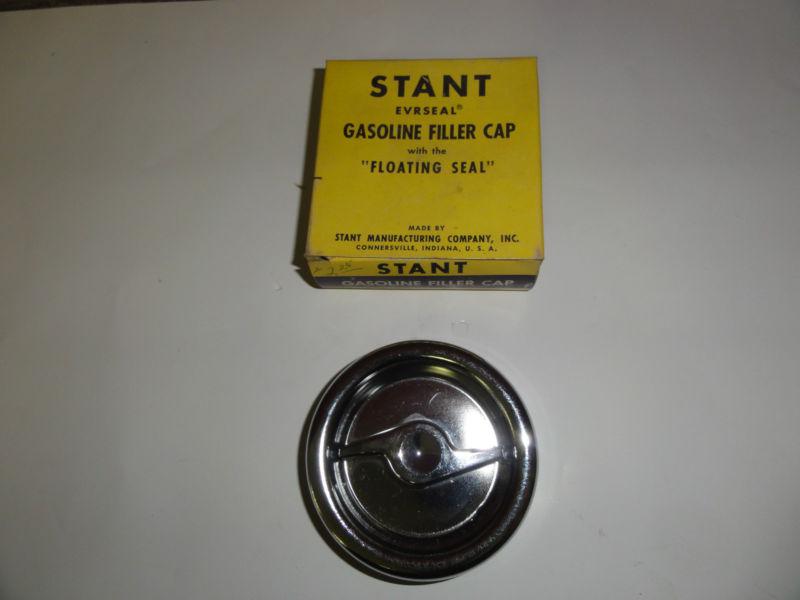 STANT
EVRSEAL®
GASOLINE FILLER CAP
with the
"FLOATING SEAL"
MADE BY
STANT MANUFACTURING COMPANY, INC.
CONNERSVILLE, INDIANA, U. S. A.
STANT
GASOLINE FILLER CAP